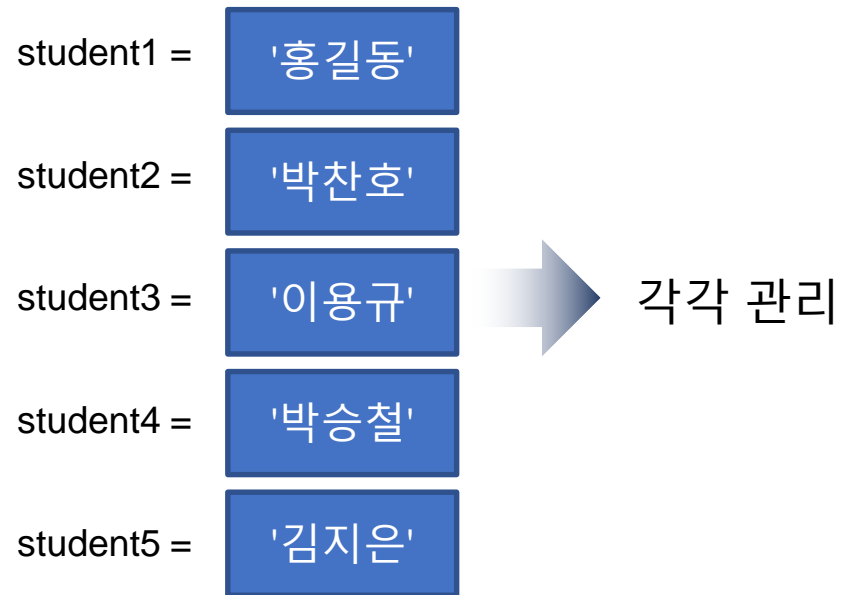 student1 = '홍길동'
student2 = '박찬호'
student3 = '이용규' 각각 관리
student4 = '박승철'
student5 = '김지은'